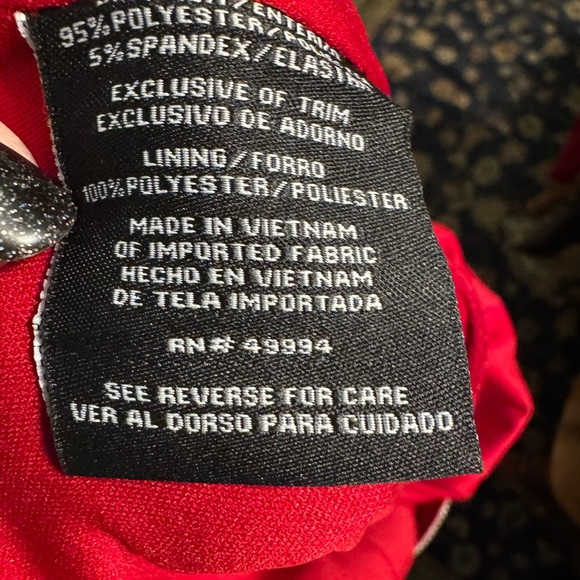 95% POLYESTER/
5% SPANDEX/ELASTE
EXCLUSIVE OF TRIM
EXCLUSIVO DE ADORNO
LINING/FORRO
100% POLYESTER/POLIESTER
MADE IN VIETNAM
OF IMPORTED FABRIC
HECHO EN VIETNAM
DE TELA IMPORTADA
RN# 49994
SEE REVERSE FOR CARE
VER AL DORSO PARA CUIDADO